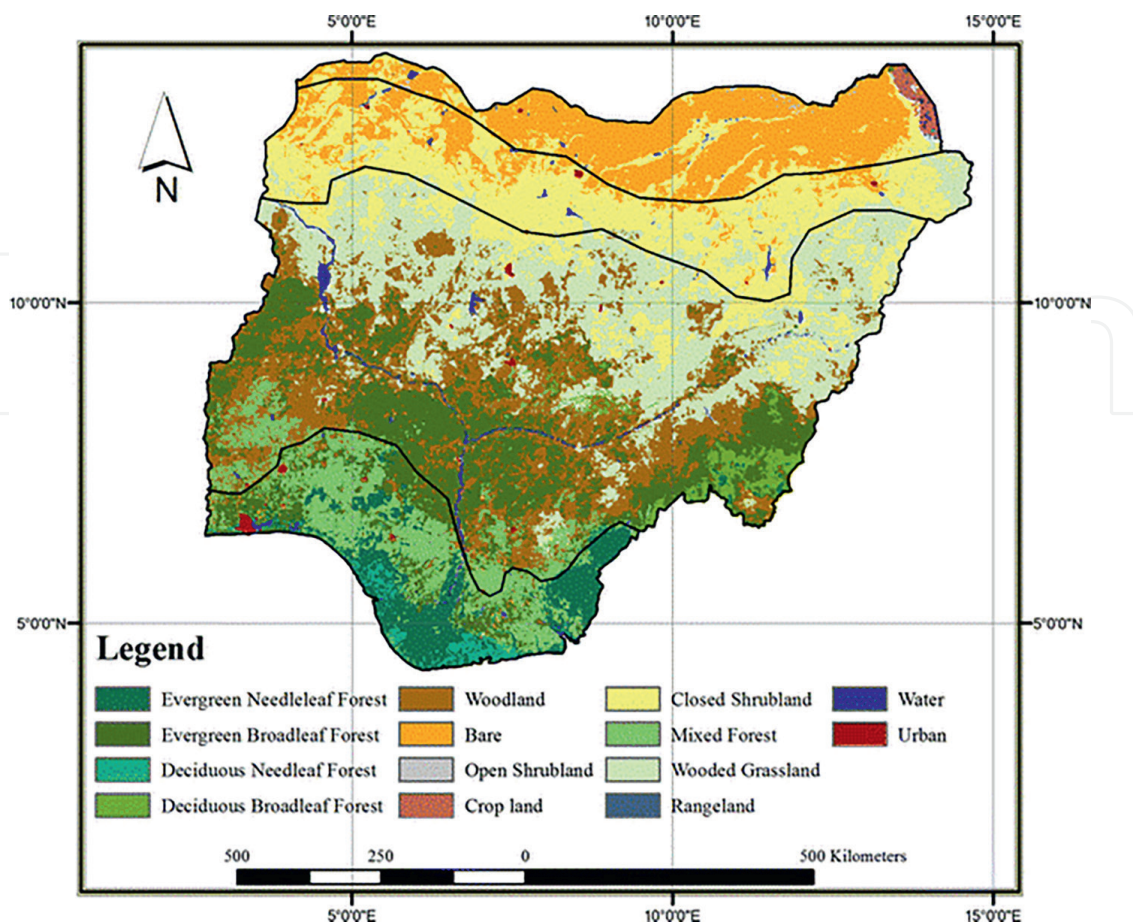 5°0'0"E 10°0'0"E 15°0'0"E
N
10°0'0"N 10°0'0"N
5°0'0"N 5°0'0"N
Legend
Evergreen Needleleaf Forest Woodland Closed Shrubland Water
Evergreen Broadleaf Forest Bare Mixed Forest Urban
Deciduous Needleaf Forest Open Shrubland Wooded Grassland
Deciduous Broadleaf Forest Crop land Rangeland
500 250 0 500 Kilometers
5°0'0"E 10°0'0"E 15°0'0"E